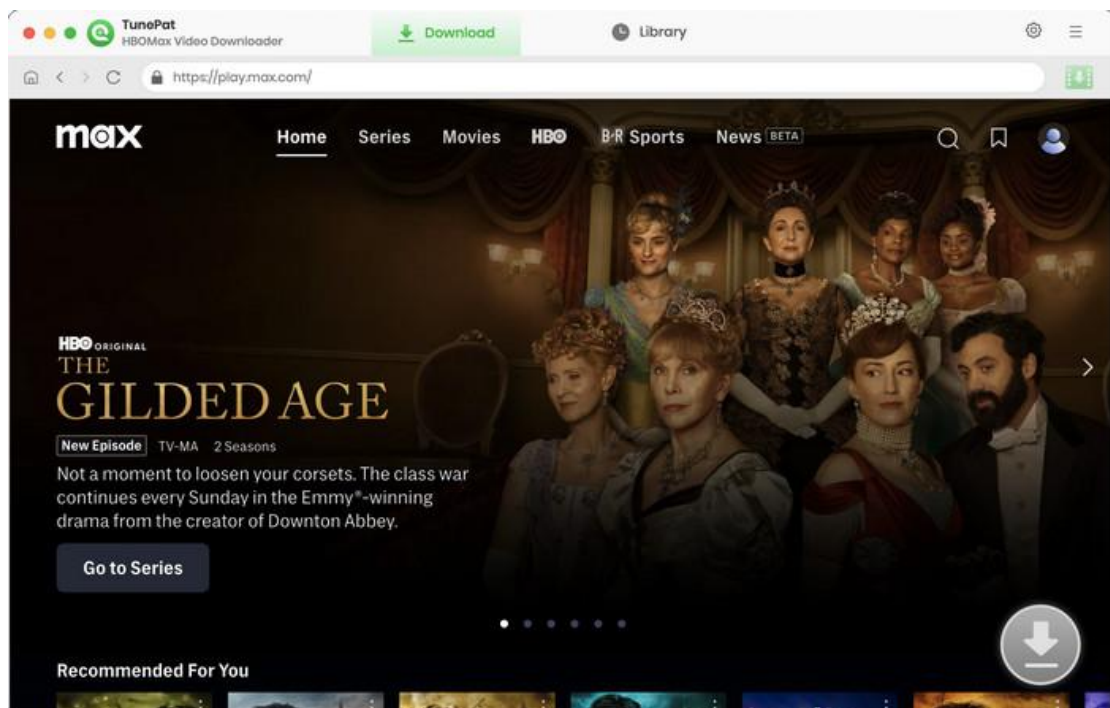 TunePat
HBOMax Video Downloader
Download
Library
https://play.max.com/
max
Home Series Movies HBO B/R Sports News BETA
HBO ORIGINAL
THE
GILDED AGE
New Episode TV-MA 2 Seasons
Not a moment to loosen your corsets. The class war
continues every Sunday in the Emmy®-winning
drama from the creator of Downton Abbey.
Go to Series
Recommended For You